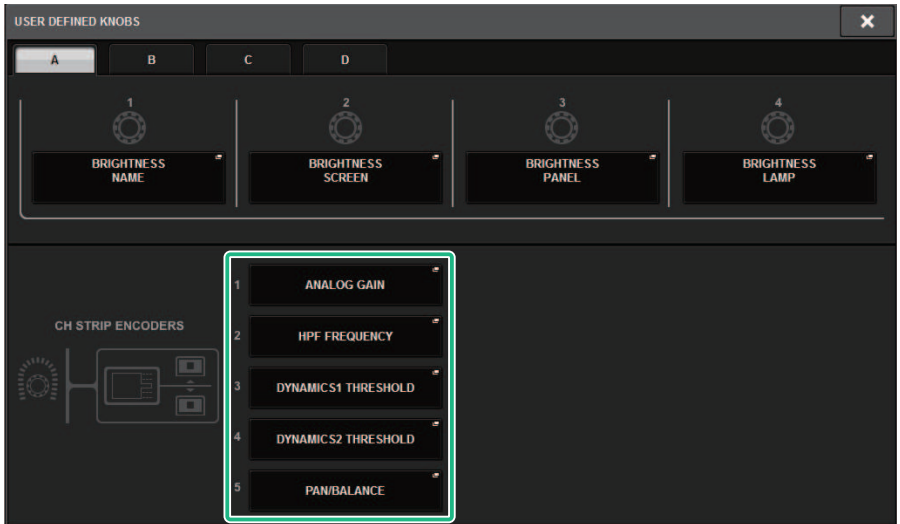 USER DEFINED KNOBS
A B C D
1 2 3 4
BRIGHTNESS NAME
BRIGHTNESS SCREEN
BRIGHTNESS PANEL
BRIGHTNESS LAMP
CH STRIP ENCODERS
1 ANALOG GAIN
2 HPF FREQUENCY
3 DYNAMICS1 THRESHOLD
4 DYNAMICS2 THRESHOLD
5 PAN/BALANCE